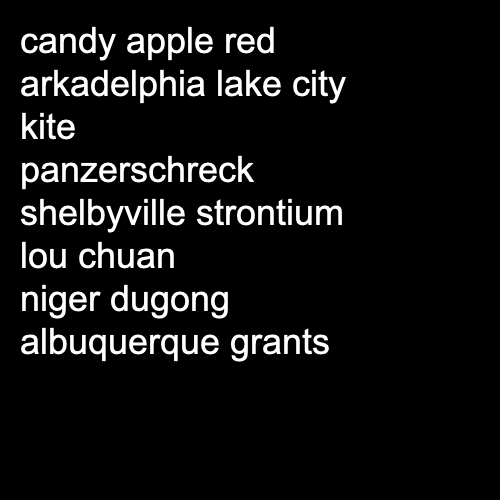 candy apple red
arkadelphia lake city
kite
panzerschreck
shelbyville strontium
lou chuan
niger dugong
albuquerque grants